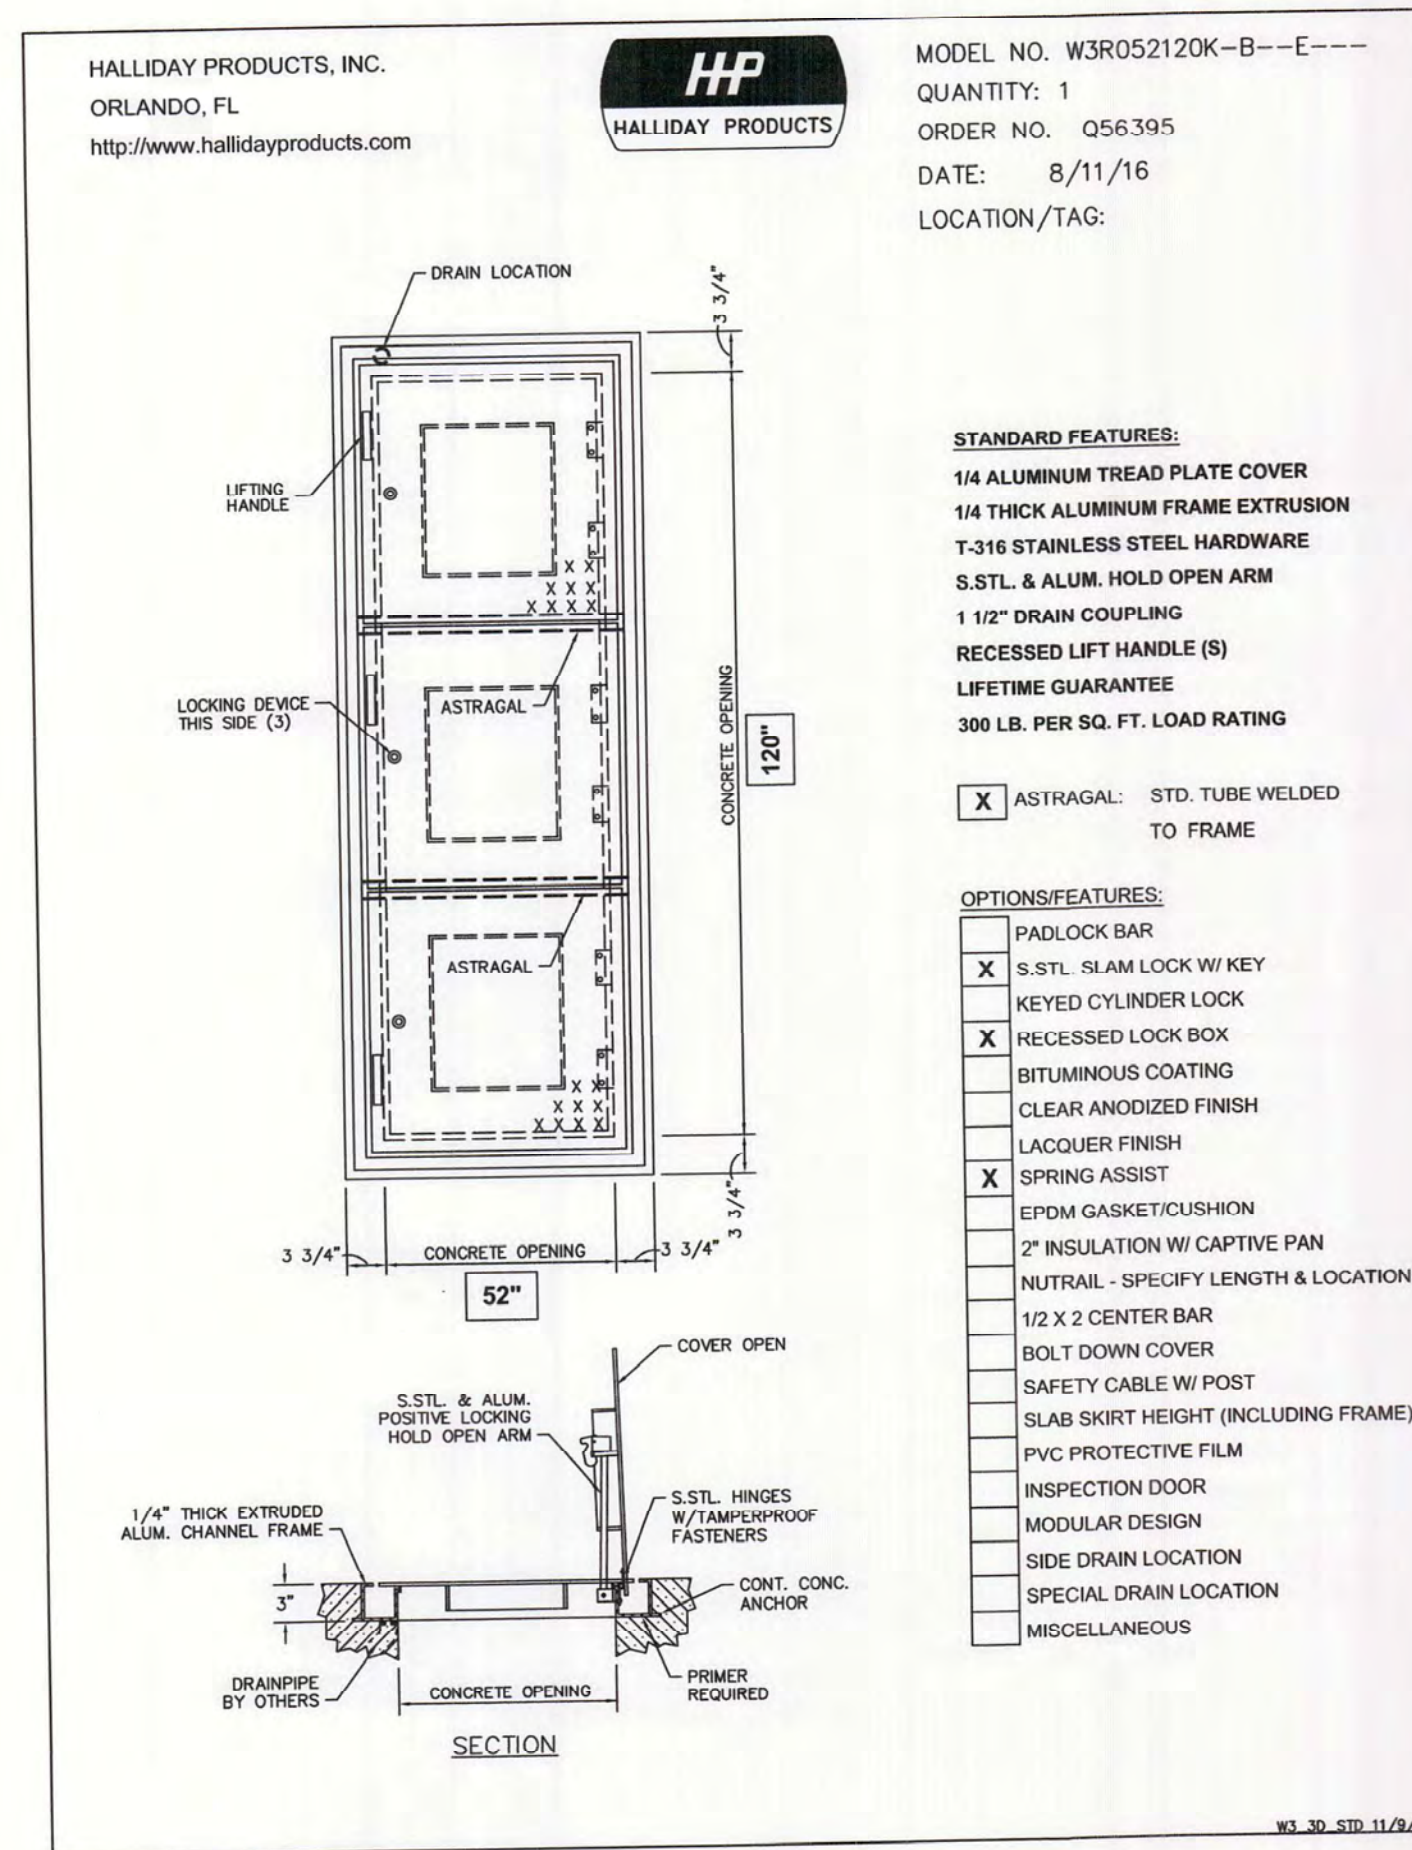 HALLIDAY PRODUCTS, INC.
ORLANDO, FL
http://www.hallidayproducts.com
HP
HALLIDAY PRODUCTS
MODEL NO. W3R052120K-B--E---
QUANTITY: 1
ORDER NO. Q56395
DATE: 8/11/16
LOCATION/TAG:
DRAIN LOCATION
3 3/4"
LIFTING
HANDLE
X X
X X X
X X X X
LOCKING DEVICE
THIS SIDE (3)
ASTRAGAL
CONCRETE OPENING
120"
ASTRAGAL
X X
X X X
X X X X
3 3/4"
3 3/4"
CONCRETE OPENING
3 3/4"
52"
STANDARD FEATURES:
1/4 ALUMINUM TREAD PLATE COVER
1/4 THICK ALUMINUM FRAME EXTRUSION
T-316 STAINLESS STEEL HARDWARE
S.STL. & ALUM. HOLD OPEN ARM
1 1/2" DRAIN COUPLING
RECESSED LIFT HANDLE (S)
LIFETIME GUARANTEE
300 LB. PER SQ. FT. LOAD RATING
X ASTRAGAL: STD. TUBE WELDED
TO FRAME
OPTIONS/FEATURES:
PADLOCK BAR
X S.STL. SLAM LOCK W/ KEY
KEYED CYLINDER LOCK
X RECESSED LOCK BOX
BITUMINOUS COATING
CLEAR ANODIZED FINISH
LACQUER FINISH
X SPRING ASSIST
EPDM GASKET/CUSHION
2" INSULATION W/ CAPTIVE PAN
NUTRAIL - SPECIFY LENGTH & LOCATION
1/2 X 2 CENTER BAR
BOLT DOWN COVER
SAFETY CABLE W/ POST
SLAB SKIRT HEIGHT (INCLUDING FRAME)
PVC PROTECTIVE FILM
INSPECTION DOOR
MODULAR DESIGN
SIDE DRAIN LOCATION
SPECIAL DRAIN LOCATION
MISCELLANEOUS
COVER OPEN
S.STL. & ALUM.
POSITIVE LOCKING
HOLD OPEN ARM
1/4" THICK EXTRUDED
ALUM. CHANNEL FRAME
S.STL. HINGES
W/TAMPERPROOF
FASTENERS
3"
CONT. CONC.
ANCHOR
DRAINPIPE
BY OTHERS
CONCRETE OPENING
PRIMER
REQUIRED
SECTION
W3_3D_STD 11/9/